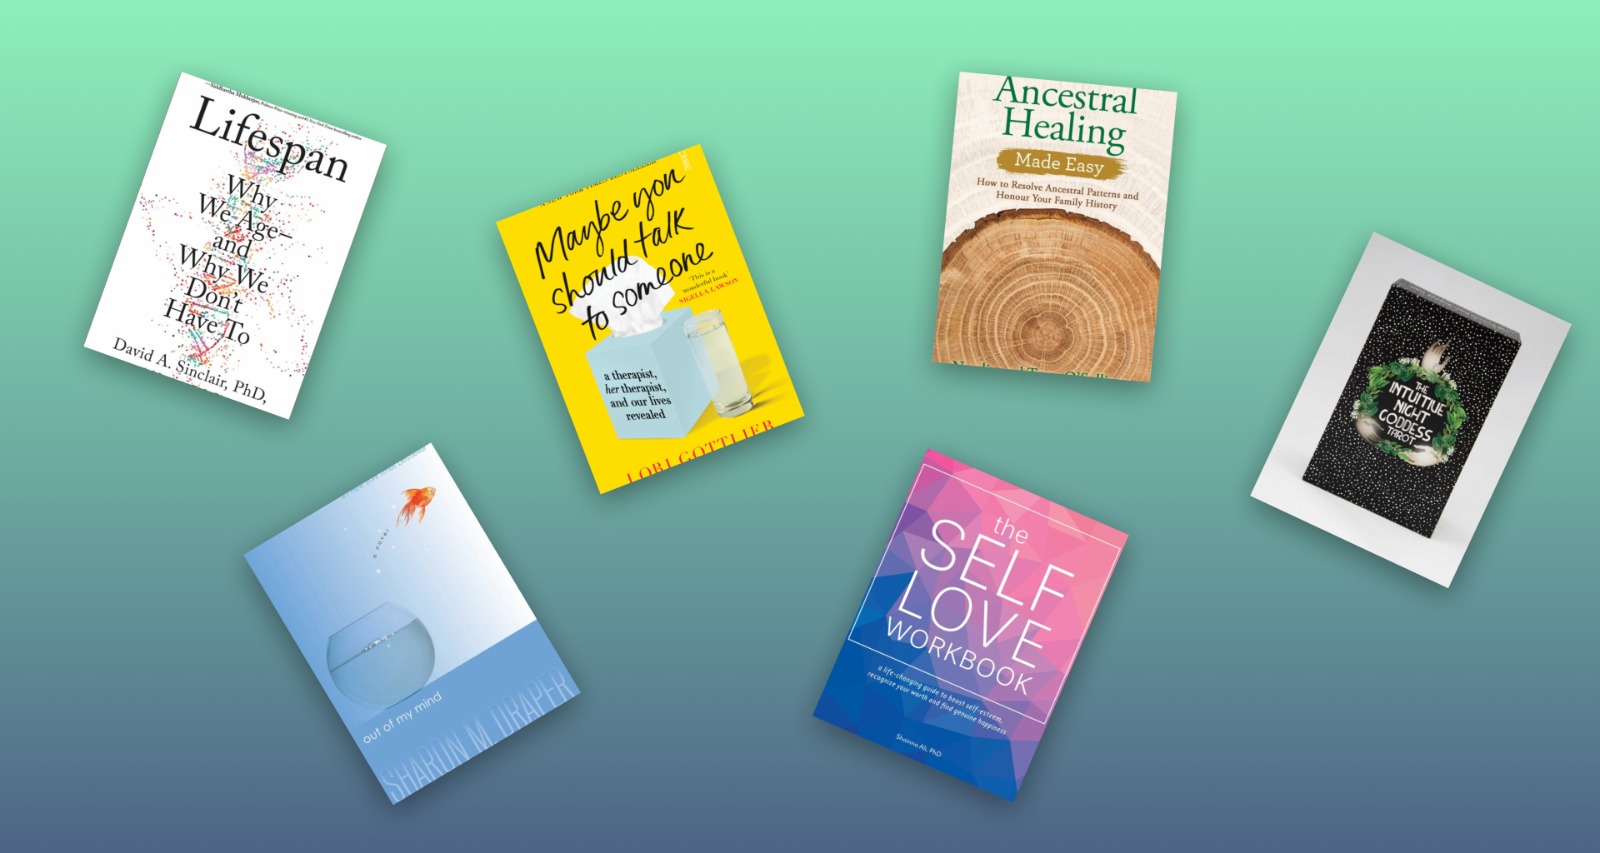 Lifespan
Why
We Age–
and
Why We
Don't
Have To
David A. Sinclair, PhD,
Maybe you
should talk
to someone
'This is a
wonderful book'
NIGELLA LAWSON
a therapist,
her therapist,
and our lives
revealed
LORI GOTTLIEB
Ancestral
Healing
Made Easy
How to Resolve Ancestral Patterns and
Honour Your Family History
THE
INTUITIVE
NIGHT
GODDESS
TAROT
a novel
out of my mind
SHARON M. DRAPER
the
SELF
LOVE
WORKBOOK
a life-changing guide to boost self-esteem,
recognize your worth and find genuine happiness
Shainna Ali, PhD